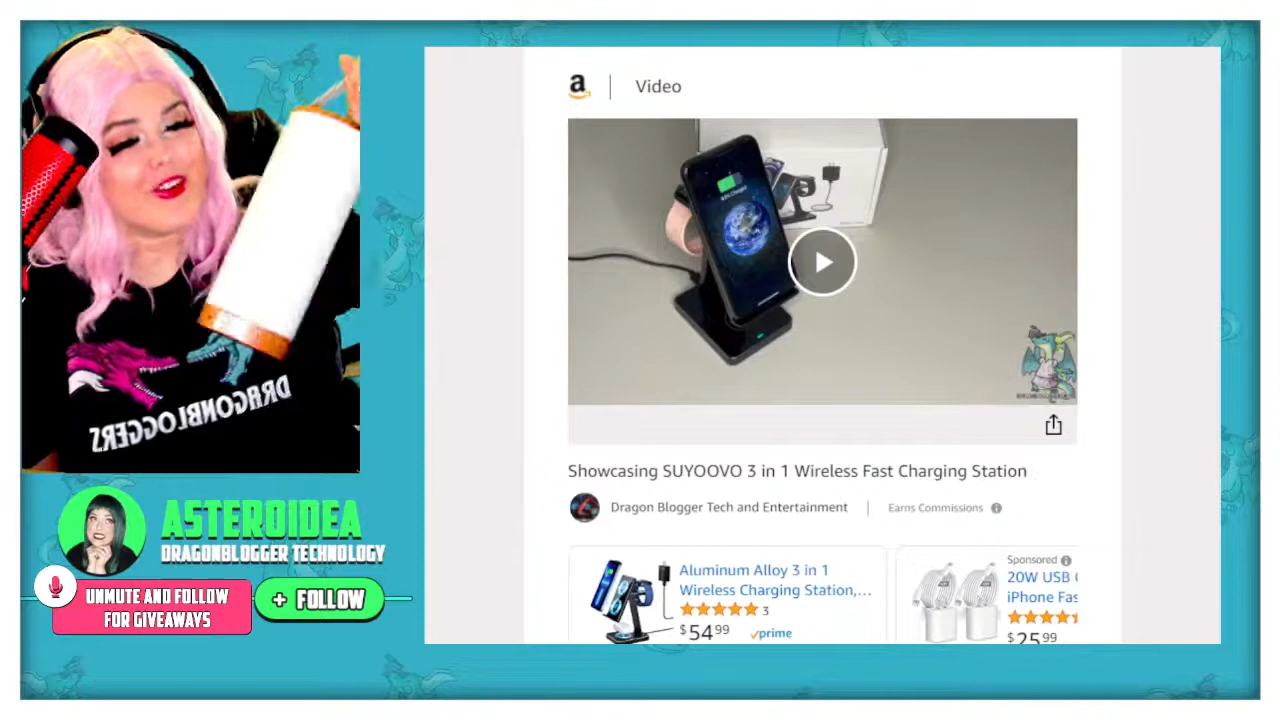 a | Video
DRAGONBLOGGERZ
Showcasing SUYOOVO 3 in 1 Wireless Fast Charging Station
Dragon Blogger Tech and Entertainment | Earns Commissions
Aluminum Alloy 3 in 1
Wireless Charging Station,...
3
$54.99 prime
Sponsored
20W USB C
iPhone Fas
$25.99
ASTEROIDEA
DRAGONBLOGGER TECHNOLOGY
UNMUTE AND FOLLOW
FOR GIVEAWAYS
+ FOLLOW